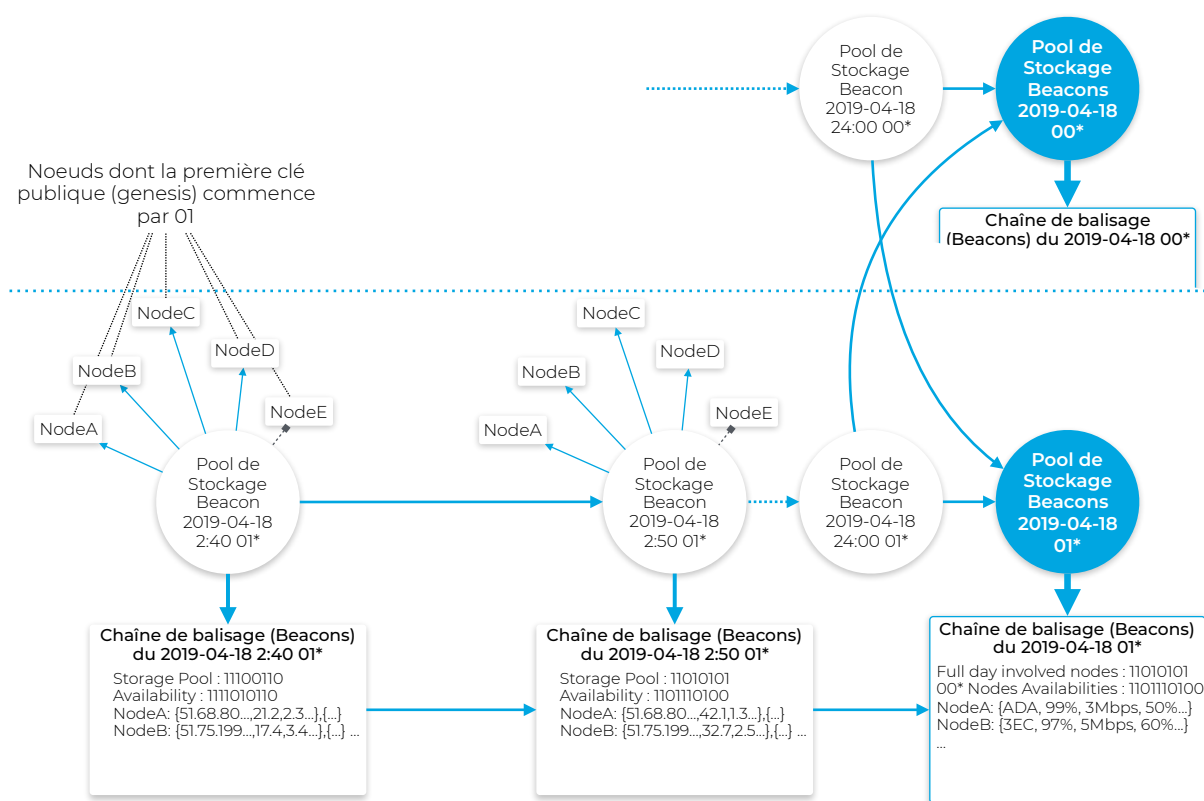 Pool de
Stockage
Beacon
2019-04-18
24:00 00*
Pool de
Stockage
Beacons
2019-04-18
00*
Noeuds dont la première clé
publique (genesis) commence
par 01
Chaîne de balisage
(Beacons) du 2019-04-18 00*
NodeC
NodeD
NodeB
NodeE
NodeA
NodeC
NodeD
NodeB
NodeE
NodeA
Pool de
Stockage
Beacon
2019-04-18
2:40 01*
Pool de
Stockage
Beacon
2019-04-18
2:50 01*
Pool de
Stockage
Beacon
2019-04-18
24:00 01*
Pool de
Stockage
Beacons
2019-04-18
01*
Chaîne de balisage (Beacons)
du 2019-04-18 2:40 01*
Storage Pool : 11100110
Availability : 1111010110
NodeA: {51.68.80...,21.2,2.3...},{...}
NodeB: {51.75.199...,17.4,3.4...},{...} ...
Chaîne de balisage (Beacons)
du 2019-04-18 2:50 01*
Storage Pool : 11010101
Availability : 1101110100
NodeA: {51.68.80...,42.1,1.3...},{...}
NodeB: {51.75.199...,32.7,2.5...},{...} ...
Chaîne de balisage (Beacons)
du 2019-04-18 01*
Full day involved nodes : 11010101
00* Nodes Availabilities : 1101110100
NodeA: {ADA, 99%, 3Mbps, 50%...}
NodeB: {3EC, 97%, 5Mbps, 60%...}
...